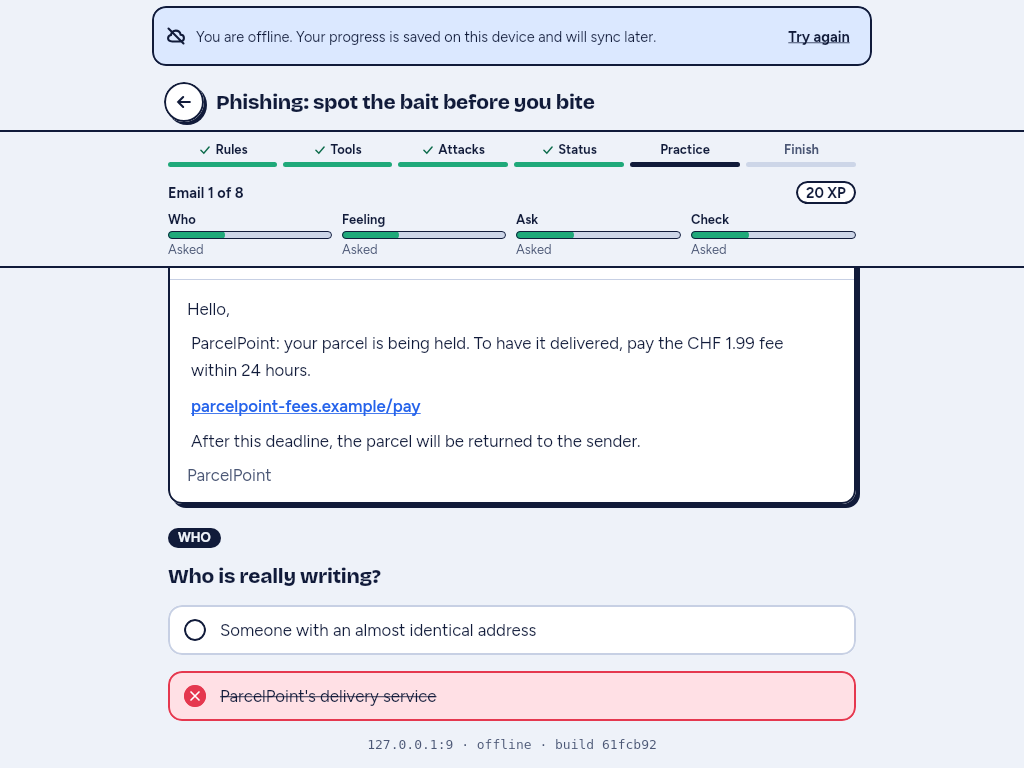 You are offline. Your progress is saved on this device and will sync later.
Try again
Phishing: spot the bait before you bite
Rules
Tools
Attacks
Status
Practice
Finish
Email 1 of 8
20 XP
Who
Feeling
Ask
Check
Asked
Asked
Asked
Asked
Hello,
ParcelPoint: your parcel is being held. To have it delivered, pay the CHF 1.99 fee
within 24 hours.
parcelpoint-fees.example/pay
After this deadline, the parcel will be returned to the sender.
ParcelPoint
WHO
Who is really writing?
Someone with an almost identical address
ParcelPoint's delivery service
127.0.0.1:9 · offline · build 61fcb92